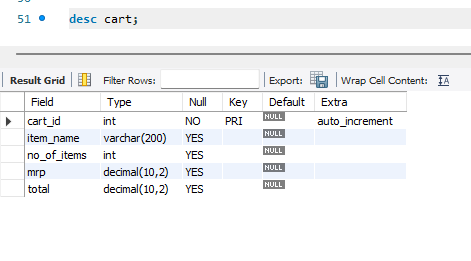 50
51 desc cart;
Result Grid Filter Rows: Export: Wrap Cell Content: IA
Field Type Null Key Default Extra
cart_id int NO PRI NULL auto_increment
item_name varchar(200) YES NULL
no_of_items int YES NULL
mrp decimal(10,2) YES NULL
total decimal(10,2) YES NULL